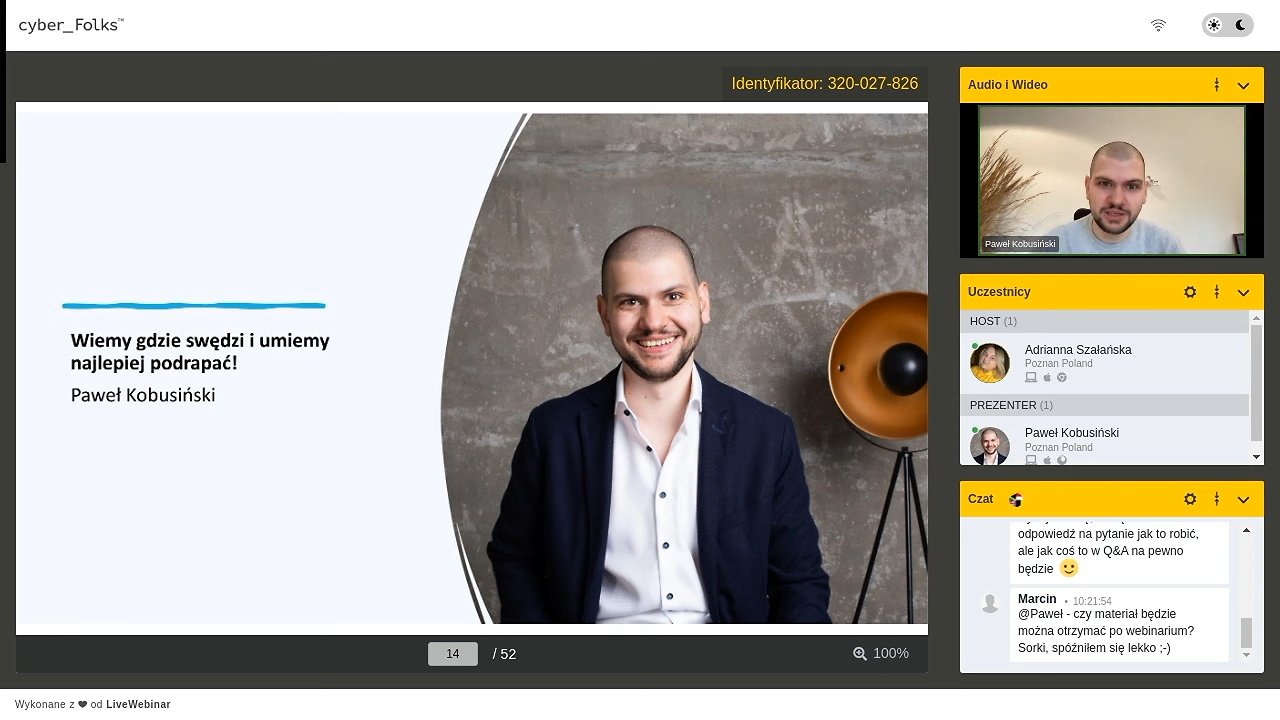 cyber_Folks™
Identyfikator: 320-027-826
Wiemy gdzie swędzi i umiemy
najlepiej podrapać!
Paweł Kobusiński
14 / 52
100%
Audio i Wideo
Paweł Kobusiński
Uczestnicy
HOST (1)
Adrianna Szałańska
Poznan Poland
PREZENTER (1)
Paweł Kobusiński
Poznan Poland
Czat
odpowiedź na pytanie jak to robić,
ale jak coś to w Q&A na pewno
będzie 🙂
Marcin • 10:21:54
@Paweł - czy materiał będzie
można otrzymać po webinarium?
Sorki, spóźniłem się lekko ;-)
Wykonane z ❤ od LiveWebinar